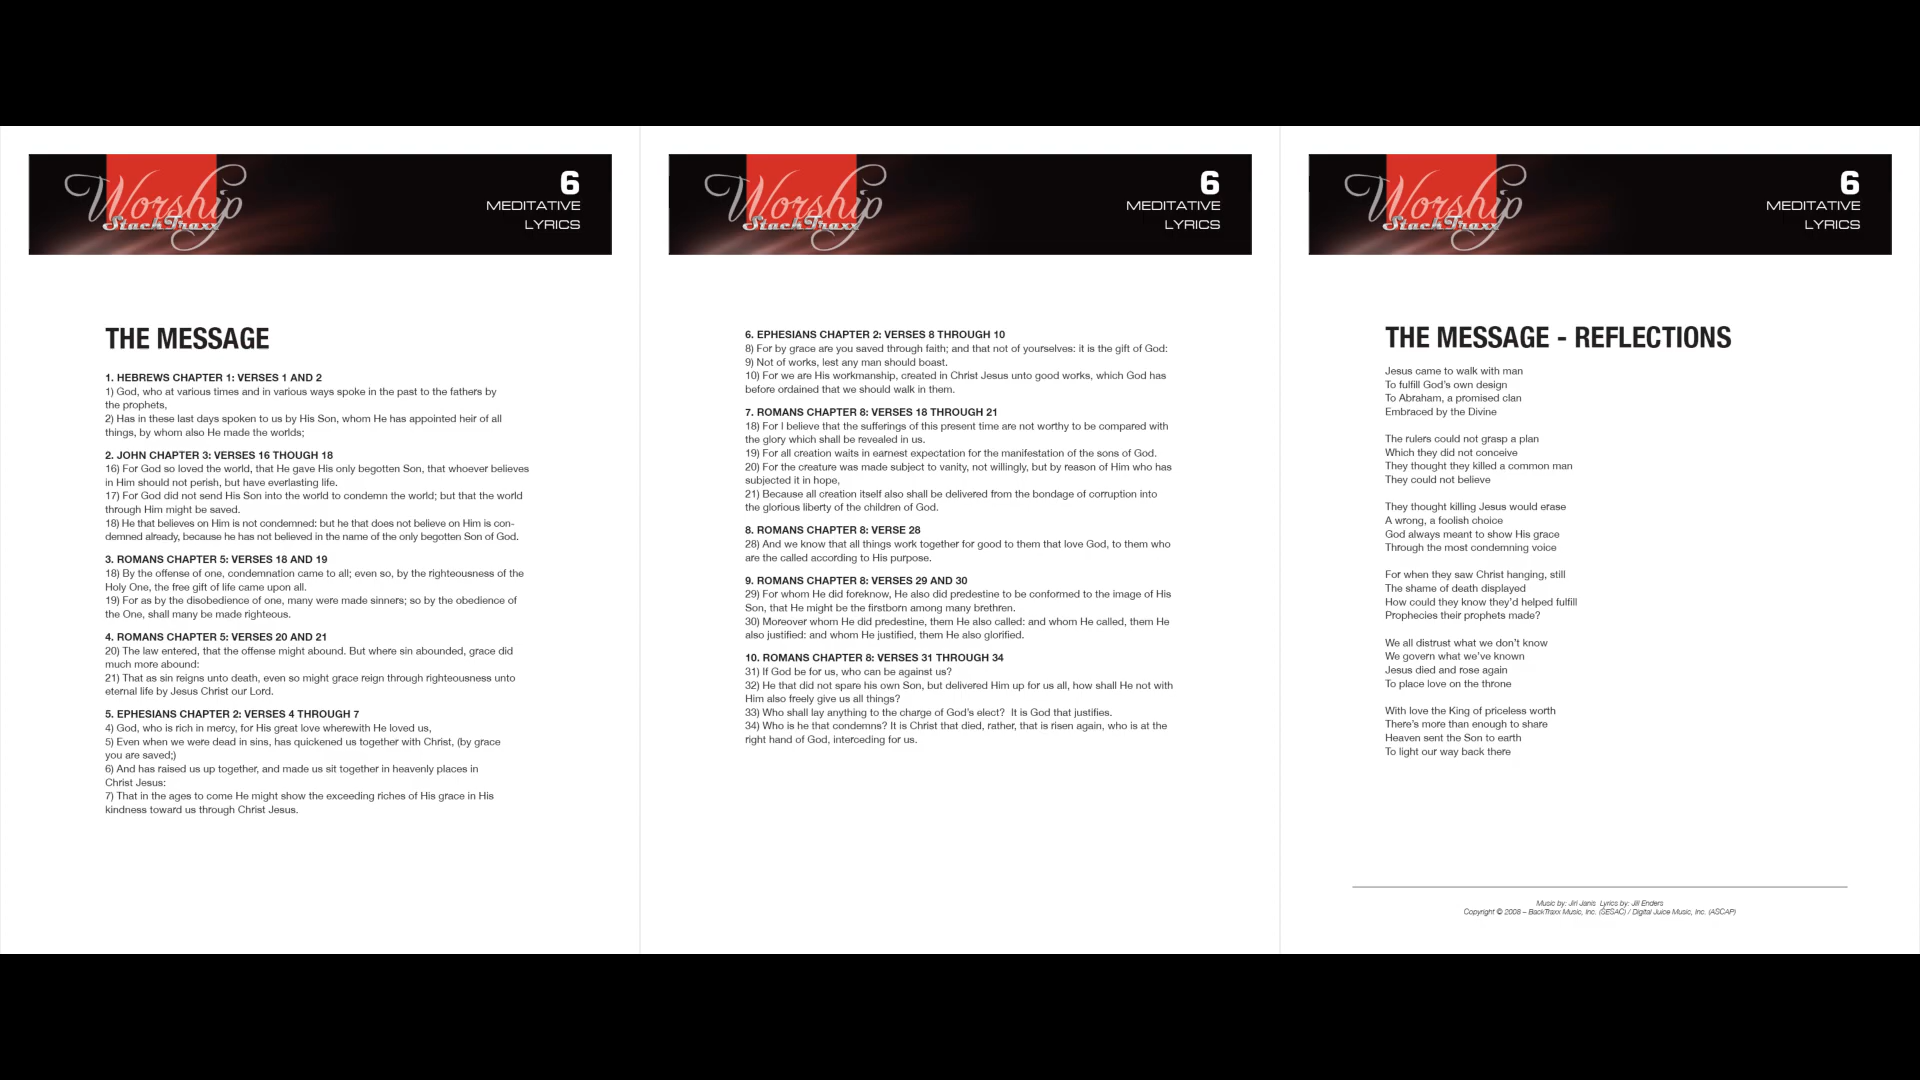 Worship
StackTraxx
6
MEDITATIVE
LYRICS
THE MESSAGE
1. HEBREWS CHAPTER 1: VERSES 1 AND 2
1) God, who at various times and in various ways spoke in the past to the fathers by
the prophets,
2) Has in these last days spoken to us by His Son, whom He has appointed heir of all
things, by whom also He made the worlds;
2. JOHN CHAPTER 3: VERSES 16 THOUGH 18
16) For God so loved the world, that He gave His only begotten Son, that whoever believes
in Him should not perish, but have everlasting life.
17) For God did not send His Son into the world to condemn the world; but that the world
through Him might be saved.
18) He that believes on Him is not condemned: but he that does not believe on Him is con-
demned already, because he has not believed in the name of the only begotten Son of God.
3. ROMANS CHAPTER 5: VERSES 18 AND 19
18) By the offense of one, condemnation came to all; even so, by the righteousness of the
Holy One, the free gift of life came upon all.
19) For as by the disobedience of one, many were made sinners; so by the obedience of
the One, shall many be made righteous.
4. ROMANS CHAPTER 5: VERSES 20 AND 21
20) The law entered, that the offense might abound. But where sin abounded, grace did
much more abound:
21) That as sin reigns unto death, even so might grace reign through righteousness unto
eternal life by Jesus Christ our Lord.
5. EPHESIANS CHAPTER 2: VERSES 4 THROUGH 7
4) God, who is rich in mercy, for His great love wherewith He loved us,
5) Even when we were dead in sins, has quickened us together with Christ, (by grace
you are saved;)
6) And has raised us up together, and made us sit together in heavenly places in
Christ Jesus:
7) That in the ages to come He might show the exceeding riches of His grace in His
kindness toward us through Christ Jesus.
Worship
StackTraxx
6
MEDITATIVE
LYRICS
6. EPHESIANS CHAPTER 2: VERSES 8 THROUGH 10
8) For by grace are you saved through faith; and that not of yourselves: it is the gift of God:
9) Not of works, lest any man should boast.
10) For we are His workmanship, created in Christ Jesus unto good works, which God has
before ordained that we should walk in them.
7. ROMANS CHAPTER 8: VERSES 18 THROUGH 21
18) For I believe that the sufferings of this present time are not worthy to be compared with
the glory which shall be revealed in us.
19) For all creation waits in earnest expectation for the manifestation of the sons of God.
20) For the creature was made subject to vanity, not willingly, but by reason of Him who has
subjected it in hope,
21) Because all creation itself also shall be delivered from the bondage of corruption into
the glorious liberty of the children of God.
8. ROMANS CHAPTER 8: VERSE 28
28) And we know that all things work together for good to them that love God, to them who
are the called according to His purpose.
9. ROMANS CHAPTER 8: VERSES 29 AND 30
29) For whom He did foreknow, He also did predestine to be conformed to the image of His
Son, that He might be the firstborn among many brethren.
30) Moreover whom He did predestine, them He also called: and whom He called, them He
also justified: and whom He justified, them He also glorified.
10. ROMANS CHAPTER 8: VERSES 31 THROUGH 34
31) If God be for us, who can be against us?
32) He that did not spare his own Son, but delivered Him up for us all, how shall He not with
Him also freely give us all things?
33) Who shall lay anything to the charge of God's elect?  It is God that justifies.
34) Who is he that condemns? It is Christ that died, rather, that is risen again, who is at the
right hand of God, interceding for us.
Worship
StackTraxx
6
MEDITATIVE
LYRICS
THE MESSAGE - REFLECTIONS
Jesus came to walk with man
To fulfill God's own design
To Abraham, a promised clan
Embraced by the Divine
The rulers could not grasp a plan
Which they did not conceive
They thought they killed a common man
They could not believe
They thought killing Jesus would erase
A wrong, a foolish choice
God always meant to show His grace
Through the most condemning voice
For when they saw Christ hanging, still
The shame of death displayed
How could they know they'd helped fulfill
Prophecies their prophets made?
We all distrust what we don't know
We govern what we've known
Jesus died and rose again
To place love on the throne
With love the King of priceless worth
There's more than enough to share
Heaven sent the Son to earth
To light our way back there
Music by: Jiri Janis  Lyrics by: Jill Enders
Copyright © 2008 – BackTraxx Music, Inc. (SESAC) / Digital Juice Music, Inc. (ASCAP)